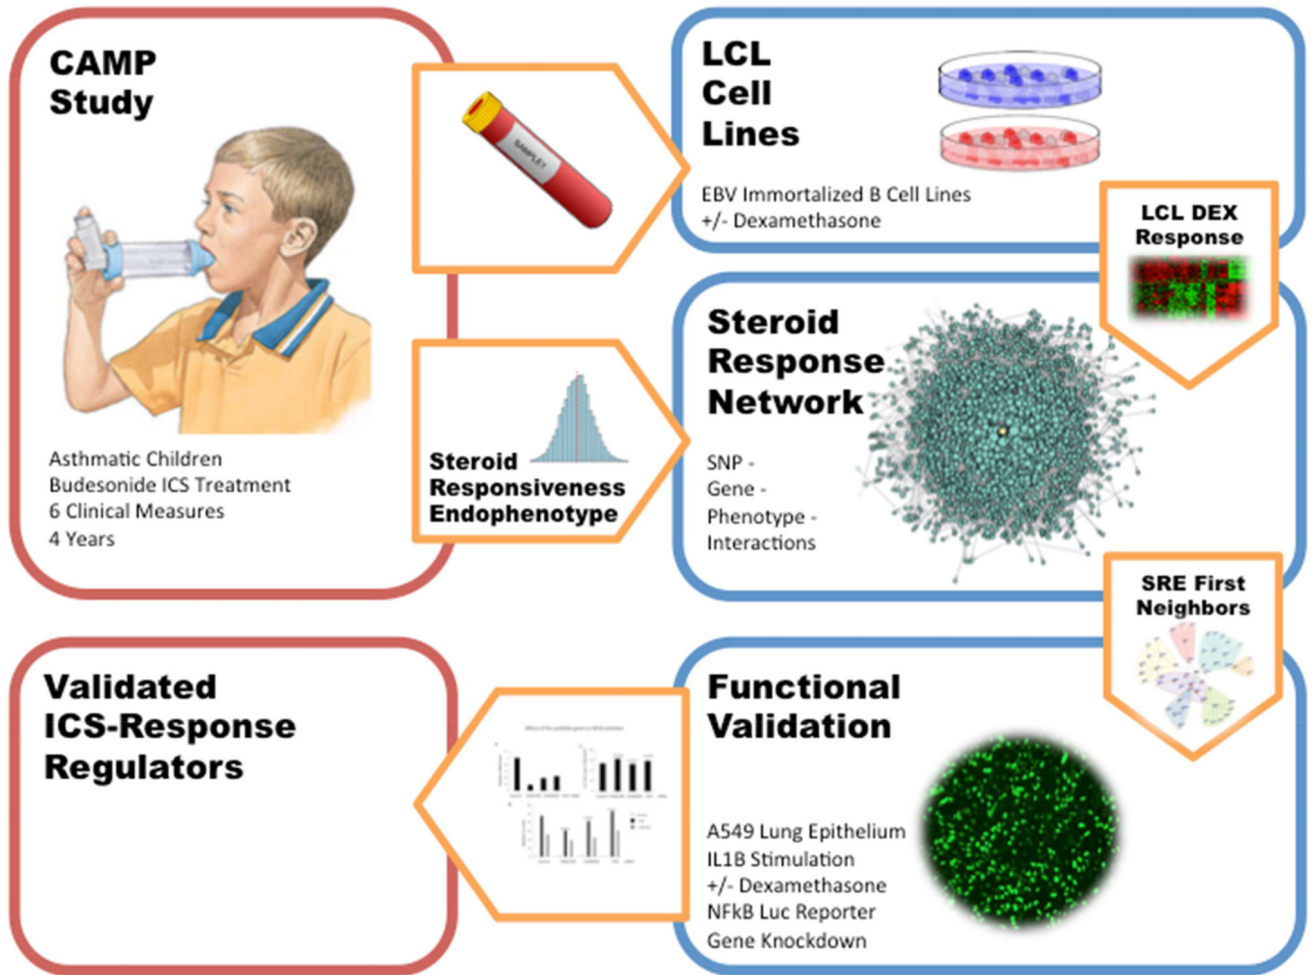 CAMP
Study
Asthmatic Children
Budesonide ICS Treatment
6 Clinical Measures
4 Years
LCL
Cell
Lines
EBV Immortalized B Cell Lines
+/- Dexamethasone
LCL DEX
Response
Steroid
Responsiveness
Endophenotype
Steroid
Response
Network
SNP -
Gene -
Phenotype -
Interactions
SRE First
Neighbors
Functional
Validation
A549 Lung Epithelium
IL1B Stimulation
+/- Dexamethasone
NFkB Luc Reporter
Gene Knockdown
Validated
ICS-Response
Regulators